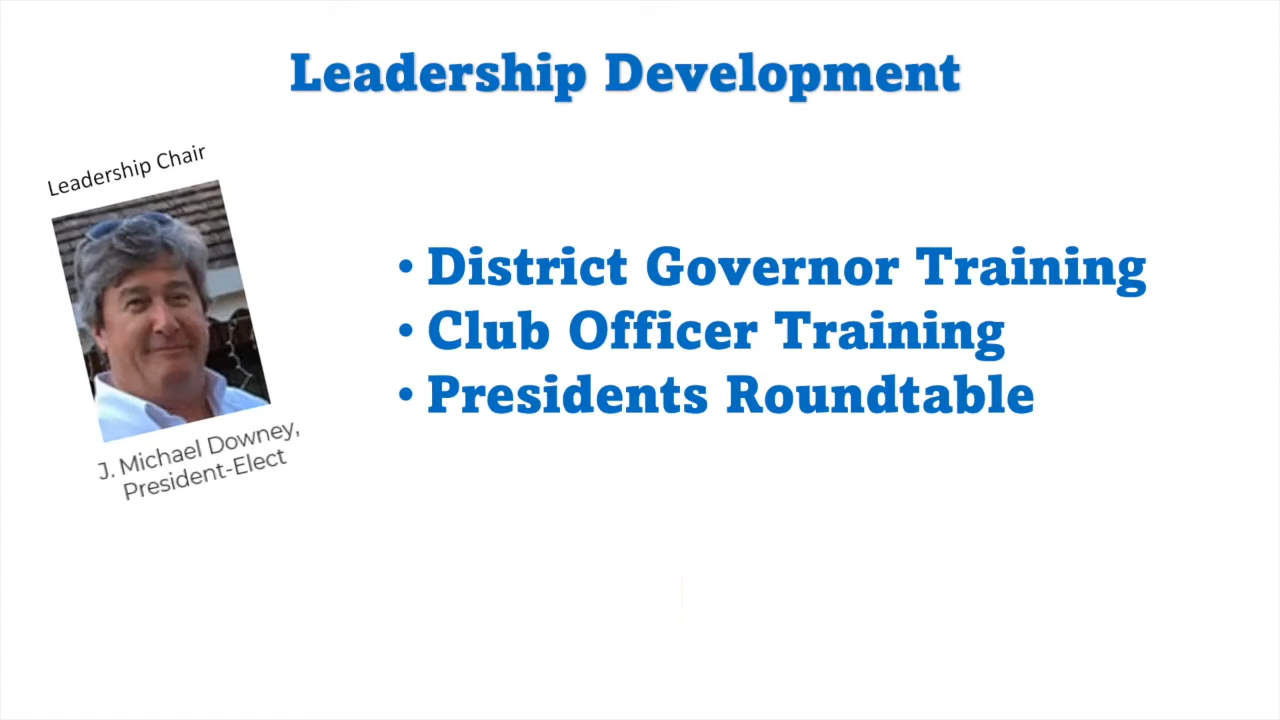 Leadership Development
Leadership Chair
J. Michael Downey,
President-Elect
• District Governor Training
• Club Officer Training
• Presidents Roundtable